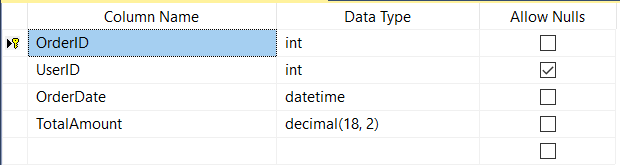 Column Name Data Type Allow Nulls
OrderID int
UserID int
OrderDate datetime
TotalAmount decimal(18, 2)